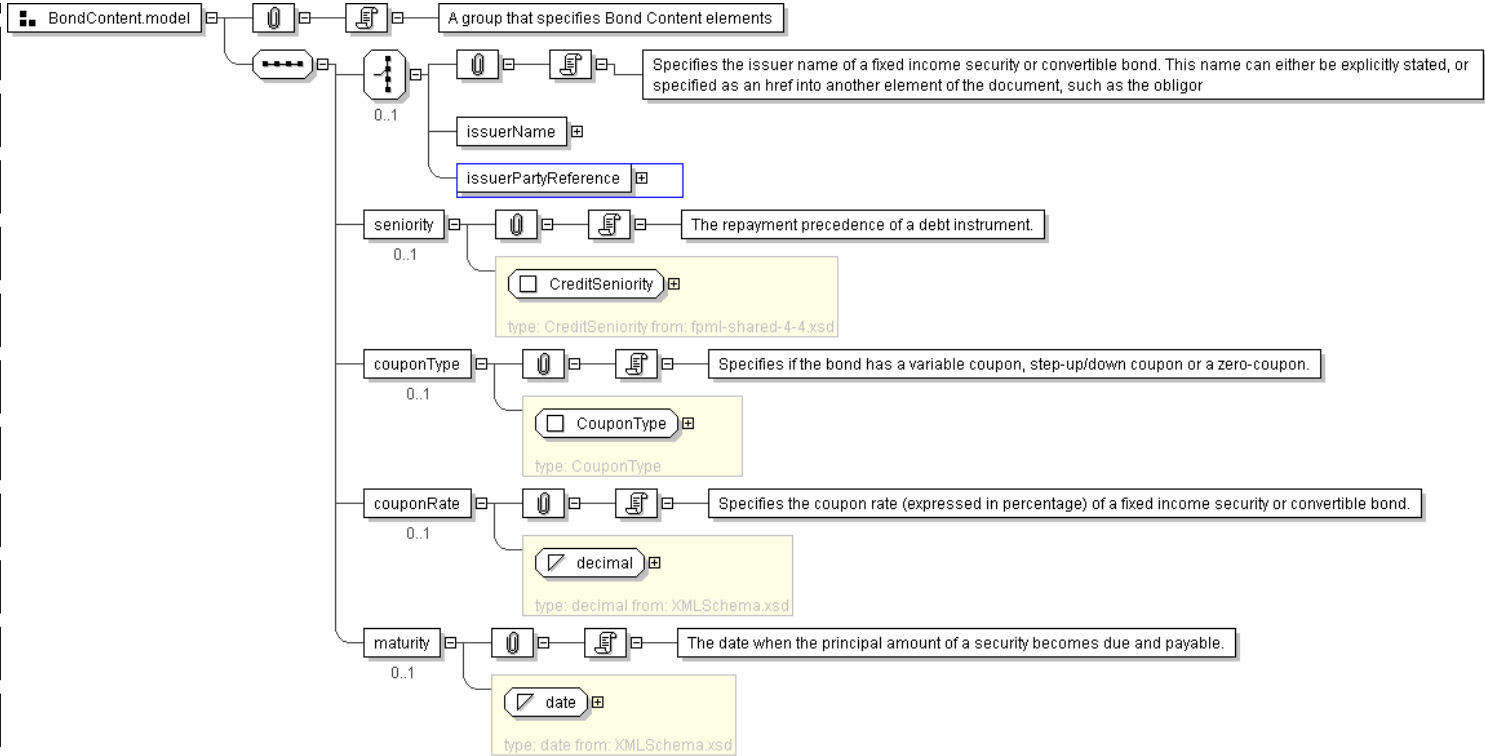 BondContent.model
A group that specifies Bond Content elements
0..1
Specifies the issuer name of a fixed income security or convertible bond. This name can either be explicitly stated, or
specified as an href into another element of the document, such as the obligor
issuerName
issuerPartyReference
seniority
0..1
The repayment precedence of a debt instrument.
CreditSeniority
type: CreditSeniority from: fpml-shared-4-4.xsd
couponType
0..1
Specifies if the bond has a variable coupon, step-up/down coupon or a zero-coupon.
CouponType
type: CouponType
couponRate
0..1
Specifies the coupon rate (expressed in percentage) of a fixed income security or convertible bond.
decimal
type: decimal from: XMLSchema.xsd
maturity
0..1
The date when the principal amount of a security becomes due and payable.
date
type: date from: XMLSchema.xsd